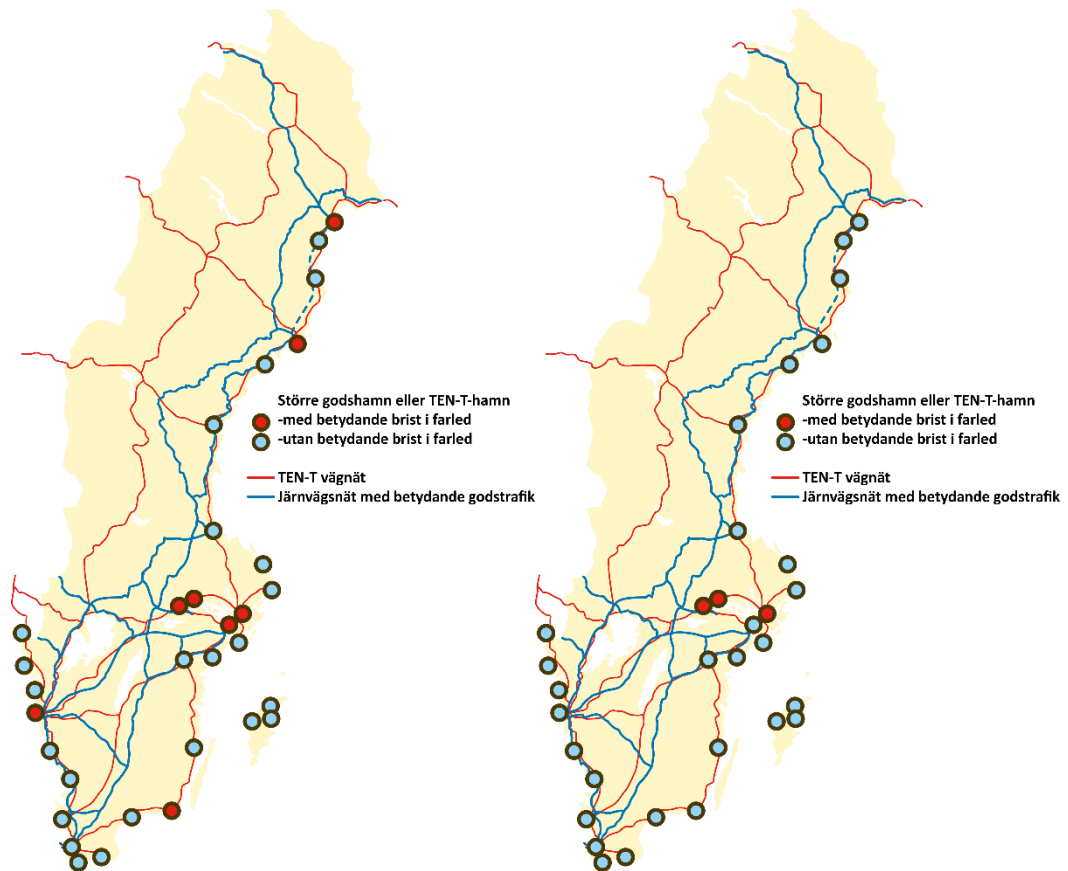 Större godshamn eller TEN-T-hamn
-med betydande brist i farled
-utan betydande brist i farled
TEN-T vägnät
Järnvägsnät med betydande godstrafik
Större godshamn eller TEN-T-hamn
-med betydande brist i farled
-utan betydande brist i farled
TEN-T vägnät
Järnvägsnät med betydande godstrafik